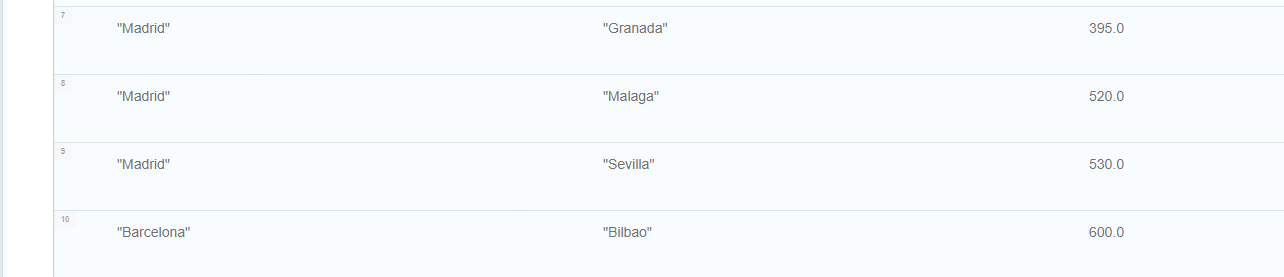 7
"Madrid" "Granada" 395.0
8
"Madrid" "Malaga" 520.0
9
"Madrid" "Sevilla" 530.0
10
"Barcelona" "Bilbao" 600.0